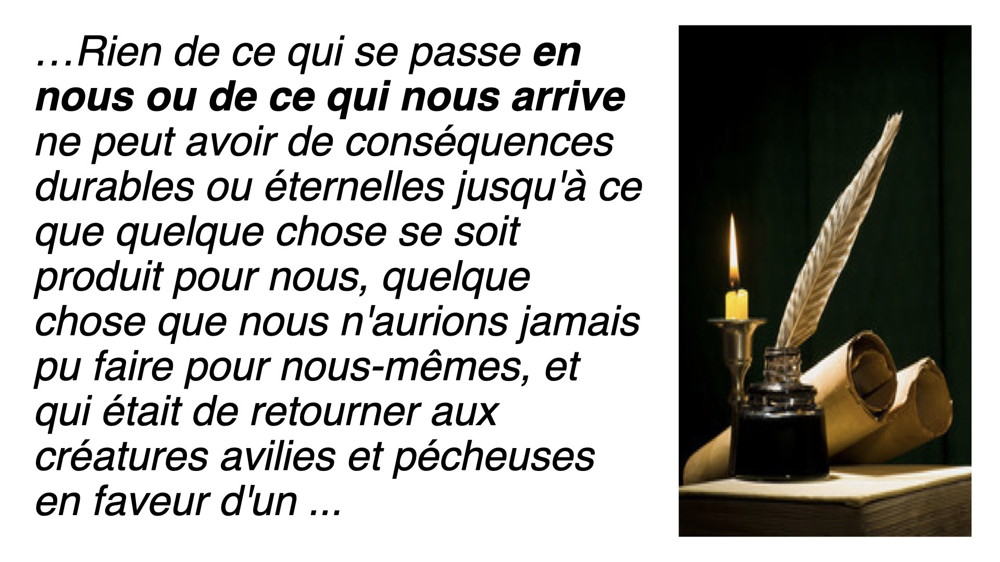 …Rien de ce qui se passe en
nous ou de ce qui nous arrive
ne peut avoir de conséquences
durables ou éternelles jusqu'à ce
que quelque chose se soit
produit pour nous, quelque
chose que nous n'aurions jamais
pu faire pour nous-mêmes, et
qui était de retourner aux
créatures avilies et pécheuses
en faveur d'un ...